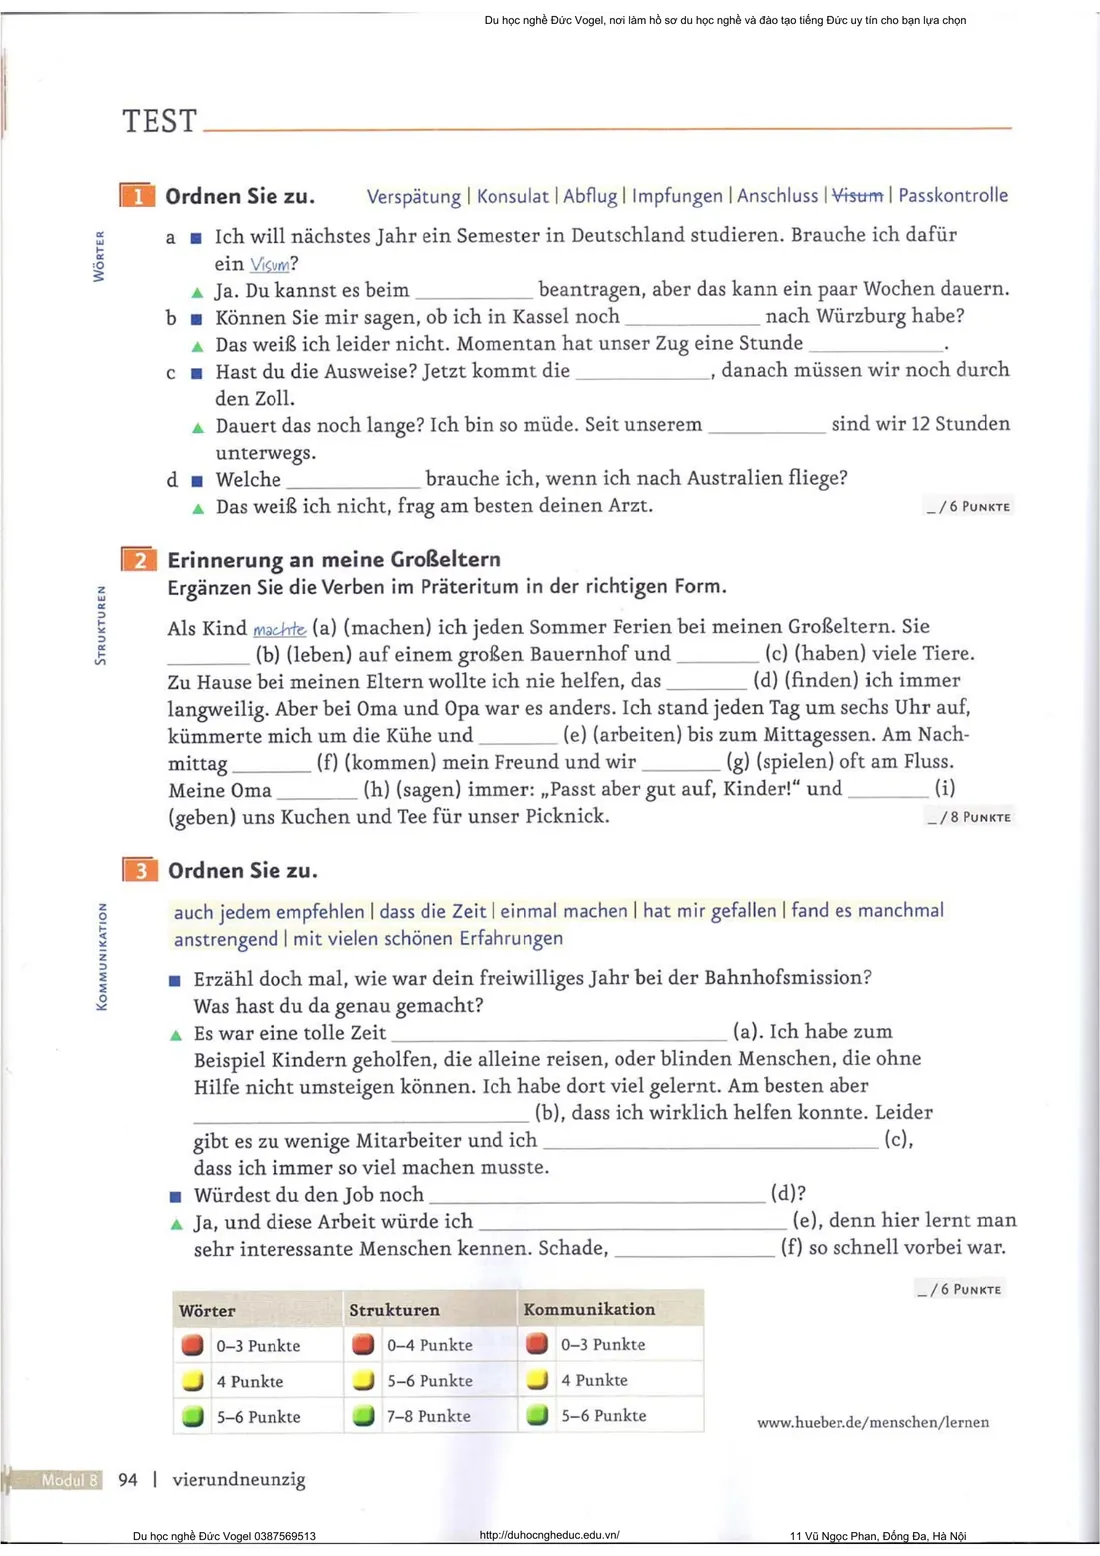 Du học nghề Đức Vogel, nơi làm hồ sơ du học nghề và đào tạo tiếng Đức uy tín cho bạn lựa chọn
TEST
1 Ordnen Sie zu. Verspätung | Konsulat | Abflug | Impfungen | Anschluss | Visum | Passkontrolle
WÖRTER
a ■ Ich will nächstes Jahr ein Semester in Deutschland studieren. Brauche ich dafür
ein Visum?
▲ Ja. Du kannst es beim ____________ beantragen, aber das kann ein paar Wochen dauern.
b ■ Können Sie mir sagen, ob ich in Kassel noch ____________ nach Würzburg habe?
▲ Das weiß ich leider nicht. Momentan hat unser Zug eine Stunde ____________.
c ■ Hast du die Ausweise? Jetzt kommt die ____________, danach müssen wir noch durch
den Zoll.
▲ Dauert das noch lange? Ich bin so müde. Seit unserem ____________ sind wir 12 Stunden
unterwegs.
d ■ Welche ____________ brauche ich, wenn ich nach Australien fliege?
▲ Das weiß ich nicht, frag am besten deinen Arzt. _ / 6 PUNKTE
2 Erinnerung an meine Großeltern
STRUKTUREN
Ergänzen Sie die Verben im Präteritum in der richtigen Form.
Als Kind machte (a) (machen) ich jeden Sommer Ferien bei meinen Großeltern. Sie
________ (b) (leben) auf einem großen Bauernhof und ________ (c) (haben) viele Tiere.
Zu Hause bei meinen Eltern wollte ich nie helfen, das ________ (d) (finden) ich immer
langweilig. Aber bei Oma und Opa war es anders. Ich stand jeden Tag um sechs Uhr auf,
kümmerte mich um die Kühe und ________ (e) (arbeiten) bis zum Mittagessen. Am Nach-
mittag ________ (f) (kommen) mein Freund und wir ________ (g) (spielen) oft am Fluss.
Meine Oma ________ (h) (sagen) immer: „Passt aber gut auf, Kinder!“ und ________ (i)
(geben) uns Kuchen und Tee für unser Picknick. _ / 8 PUNKTE
3 Ordnen Sie zu.
KOMMUNIKATION
auch jedem empfehlen | dass die Zeit | einmal machen | hat mir gefallen | fand es manchmal
anstrengend | mit vielen schönen Erfahrungen
■ Erzähl doch mal, wie war dein freiwilliges Jahr bei der Bahnhofsmission?
Was hast du da genau gemacht?
▲ Es war eine tolle Zeit ____________ (a). Ich habe zum
Beispiel Kindern geholfen, die alleine reisen, oder blinden Menschen, die ohne
Hilfe nicht umsteigen können. Ich habe dort viel gelernt. Am besten aber
____________ (b), dass ich wirklich helfen konnte. Leider
gibt es zu wenige Mitarbeiter und ich ____________ (c),
dass ich immer so viel machen musste.
■ Würdest du den Job noch ____________ (d)?
▲ Ja, und diese Arbeit würde ich ____________ (e), denn hier lernt man
sehr interessante Menschen kennen. Schade, ____________ (f) so schnell vorbei war.
_ / 6 PUNKTE
Wörter Strukturen Kommunikation
0–3 Punkte 0–4 Punkte 0–3 Punkte
4 Punkte 5–6 Punkte 4 Punkte
5–6 Punkte 7–8 Punkte 5–6 Punkte
www.hueber.de/menschen/lernen
Modul 8 94 | vierundneunzig
Du học nghề Đức Vogel 0387569513 http://duhocngheduc.edu.vn/ 11 Vũ Ngọc Phan, Đống Đa, Hà Nội